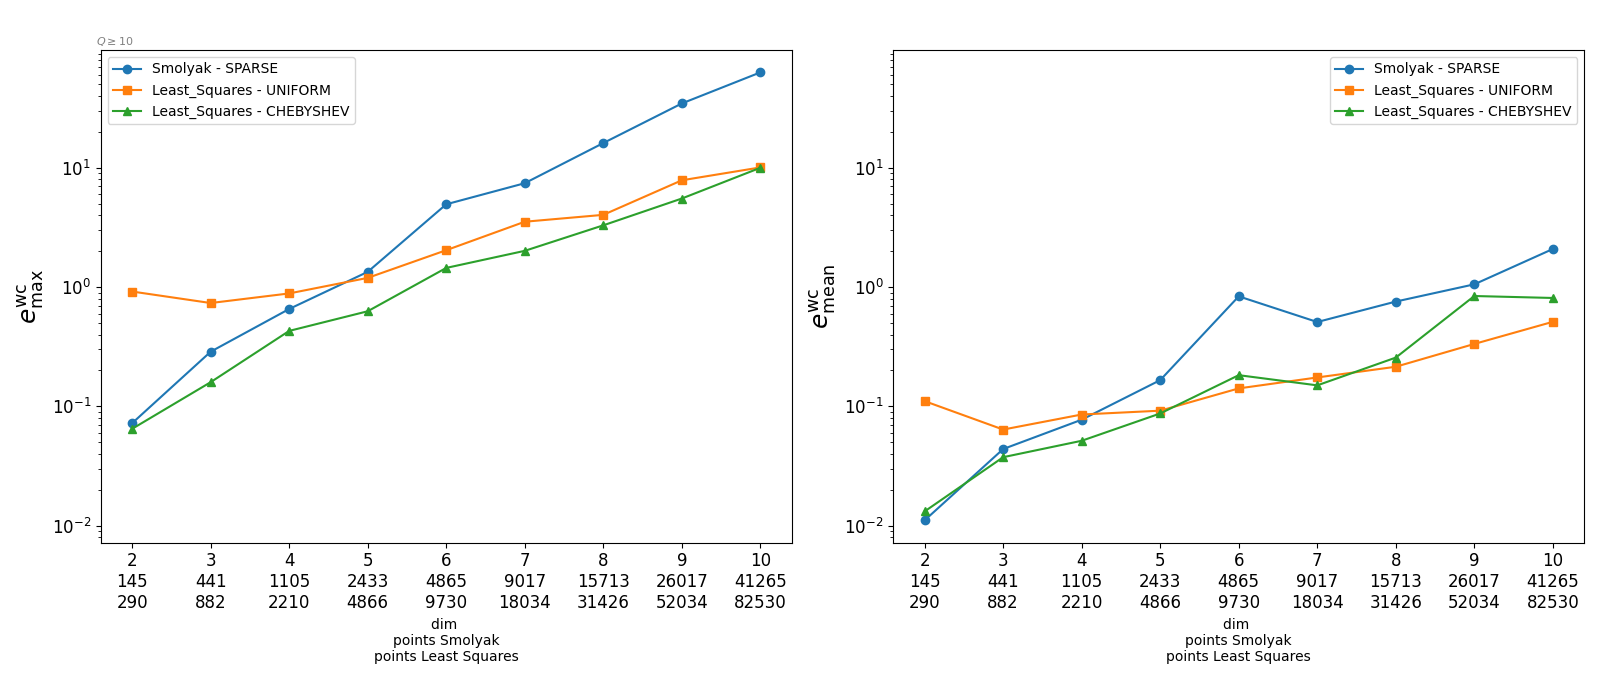 Q ≥ 10
Smolyak - SPARSE
Least_Squares - UNIFORM
Least_Squares - CHEBYSHEV
10¹
10⁰
10⁻¹
10⁻²
e^wc_max
2 3 4 5 6 7 8 9 10
145 441 1105 2433 4865 9017 15713 26017 41265
290 882 2210 4866 9730 18034 31426 52034 82530
dim
points Smolyak
points Least Squares
Smolyak - SPARSE
Least_Squares - UNIFORM
Least_Squares - CHEBYSHEV
10¹
10⁰
10⁻¹
10⁻²
e^wc_mean
2 3 4 5 6 7 8 9 10
145 441 1105 2433 4865 9017 15713 26017 41265
290 882 2210 4866 9730 18034 31426 52034 82530
dim
points Smolyak
points Least Squares